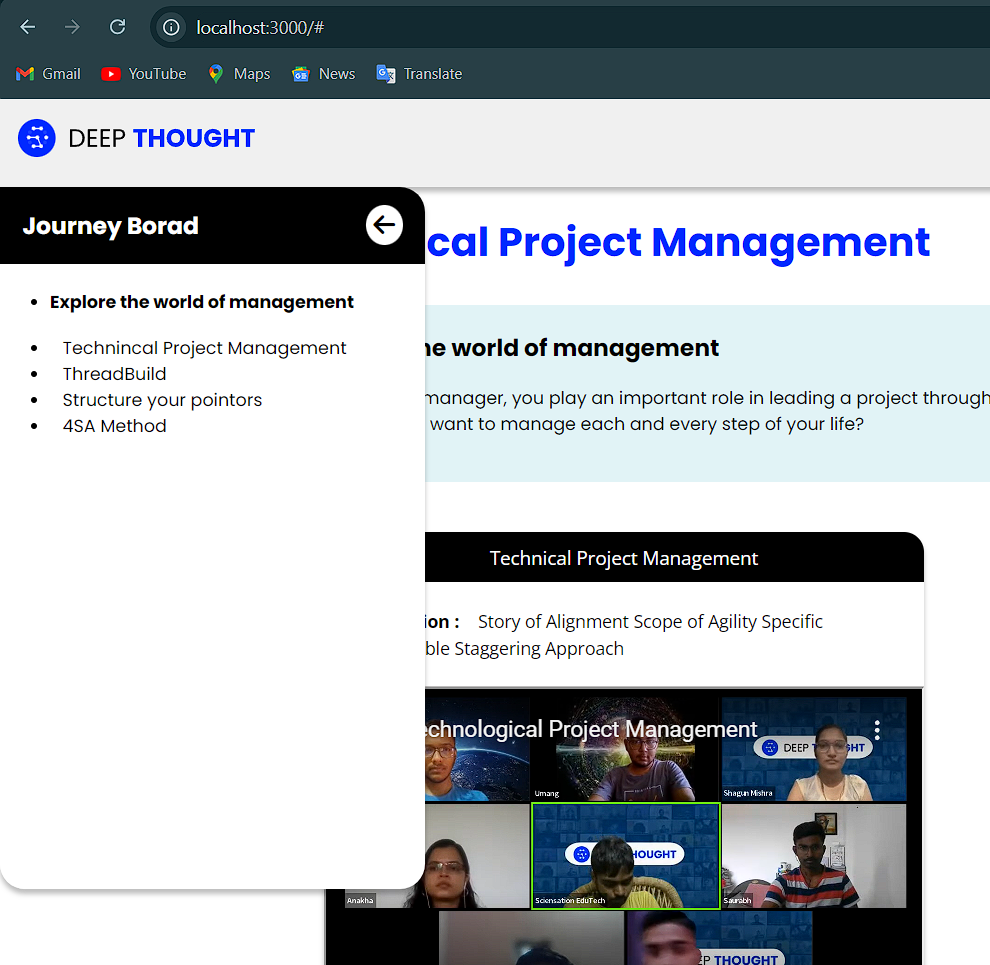 localhost:3000/#
Gmail YouTube Maps News Translate
DEEP THOUGHT
Journey Borad
Explore the world of management
Technincal Project Management
ThreadBuild
Structure your pointors
4SA Method
cal Project Management
he world of management
manager, you play an important role in leading a project through
want to manage each and every step of your life?
Technical Project Management
ion : Story of Alignment Scope of Agility Specific
ble Staggering Approach
echnological Project Management
DEEP T GHT
Umang
Shagun Mishra
HOUGHT
Anakha
Sciensation EduTech
Saurabh
EP THOUGHT